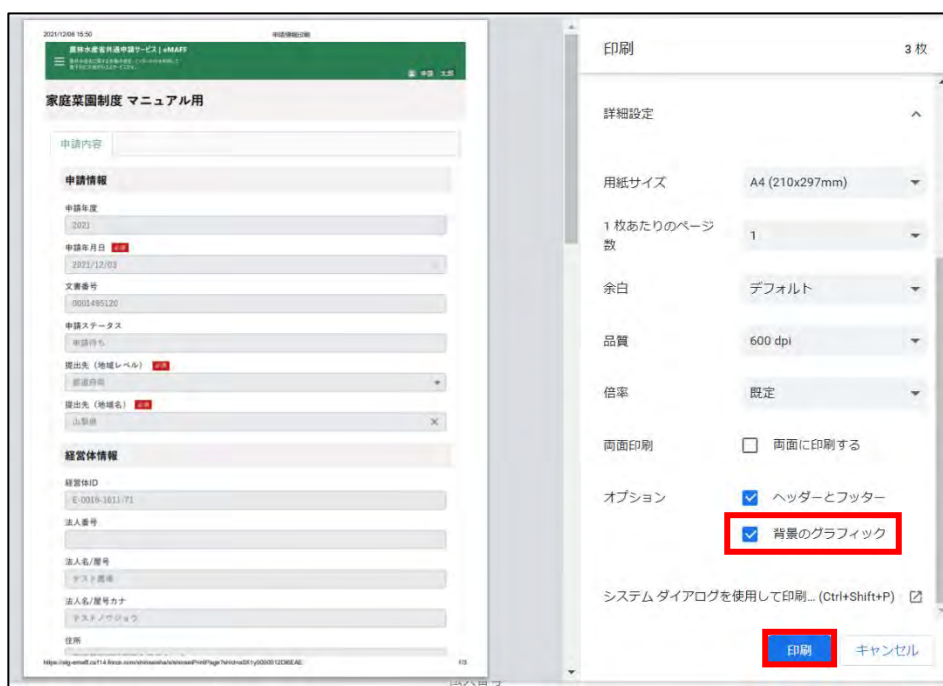 2021/12/08 15:50
申請情報印刷
農林水産省共通申請サービス | eMAFF
申請 太郎
家庭菜園制度 マニュアル用
申請内容
申請情報
申請年度
2021
申請年月日 必須
2021/12/03
文書番号
0001495120
申請ステータス
申請待ち
提出先（地域レベル） 必須
都道府県
提出先（地域名） 必須
山梨県
経営体情報
経営体ID
E-0016-1611-71
法人番号
法人名/屋号
テスト農場
法人名/屋号カナ
テストノウジョウ
住所
1/3
印刷
3 枚
詳細設定
用紙サイズ
A4 (210x297mm)
1 枚あたりのページ
数
1
余白
デフォルト
品質
600 dpi
倍率
既定
両面印刷
両面に印刷する
オプション
ヘッダーとフッター
背景のグラフィック
システム ダイアログを使用して印刷... (Ctrl+Shift+P)
印刷
キャンセル